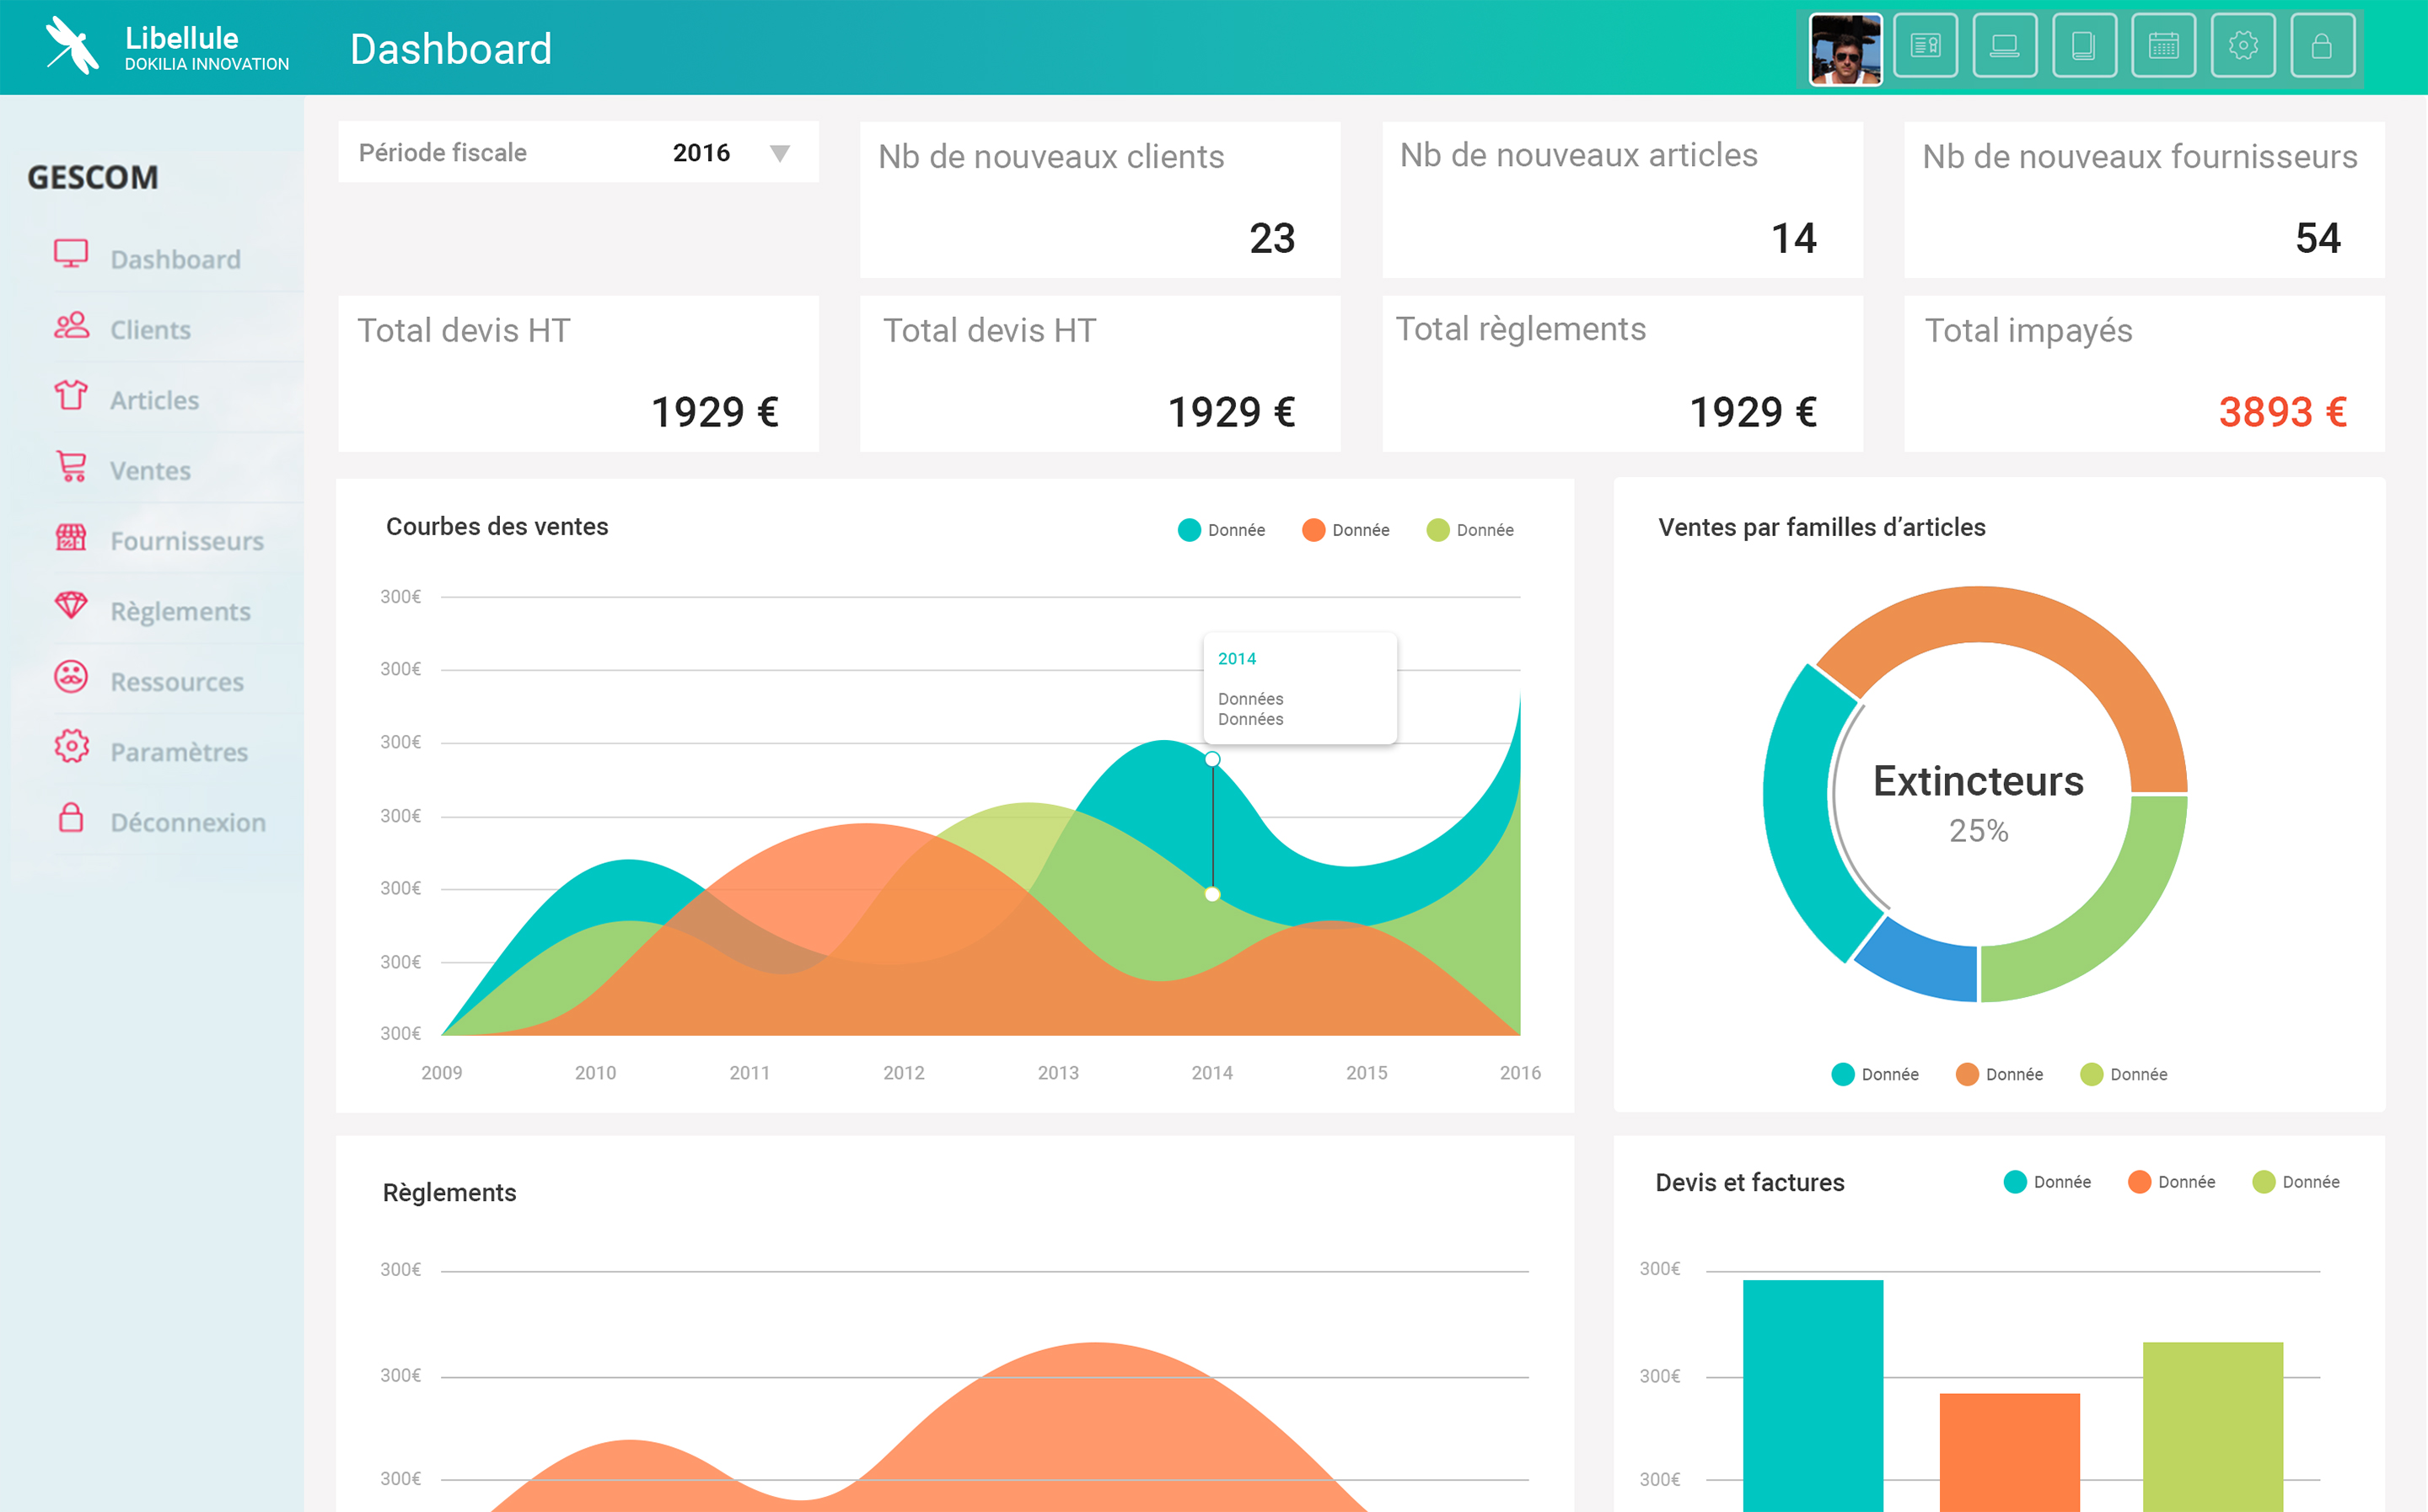 Libellule
DOKILIA INNOVATION
Dashboard
GESCOM
Dashboard
Clients
Articles
Ventes
Fournisseurs
Règlements
Ressources
Paramètres
Déconnexion
Période fiscale 2016
Nb de nouveaux clients
23
Nb de nouveaux articles
14
Nb de nouveaux fournisseurs
54
Total devis HT
1929 €
Total devis HT
1929 €
Total règlements
1929 €
Total impayés
3893 €
Courbes des ventes
Donnée Donnée Donnée
300€
300€
300€
300€
300€
300€
300€
2014
Données
Données
2009 2010 2011 2012 2013 2014 2015 2016
Ventes par familles d’articles
Extincteurs
25%
Donnée Donnée Donnée
Règlements
300€
300€
300€
Devis et factures
Donnée Donnée Donnée
300€
300€
300€